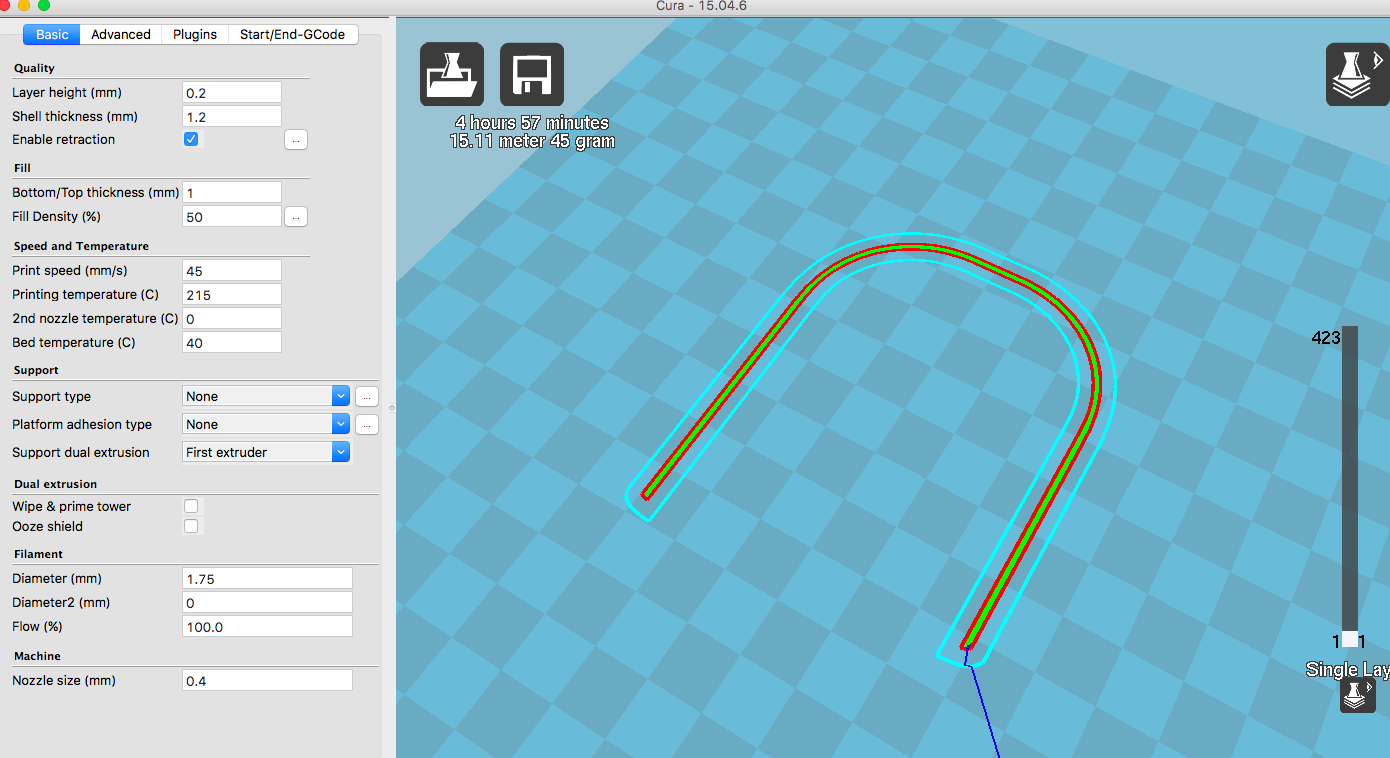 Cura - 15.04.6
Basic Advanced Plugins Start/End-GCode
Quality
Layer height (mm) 0.2
Shell thickness (mm) 1.2
Enable retraction ...
Fill
Bottom/Top thickness (mm) 1
Fill Density (%) 50 ...
Speed and Temperature
Print speed (mm/s) 45
Printing temperature (C) 215
2nd nozzle temperature (C) 0
Bed temperature (C) 40
Support
Support type None ...
Platform adhesion type None ...
Support dual extrusion First extruder
Dual extrusion
Wipe & prime tower
Ooze shield
Filament
Diameter (mm) 1.75
Diameter2 (mm) 0
Flow (%) 100.0
Machine
Nozzle size (mm) 0.4
4 hours 57 minutes
15.11 meter 45 gram
423
1 1
Single Lay